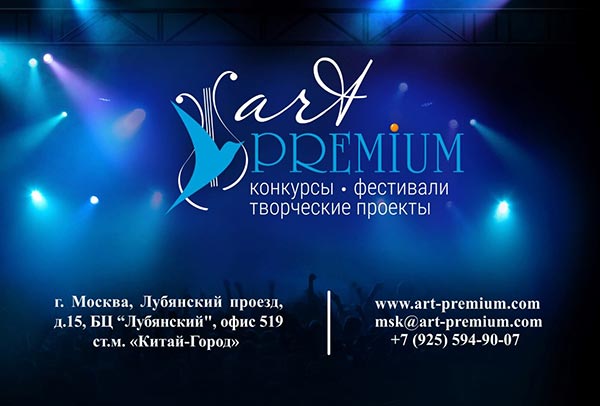 art
PREMIUM
конкурсы • фестивали
творческие проекты
г. Москва, Лубянский проезд,
д.15, БЦ “Лубянский", офис 519
ст.м. «Китай-Город»
www.art-premium.com
msk@art-premium.com
+7 (925) 594-90-07